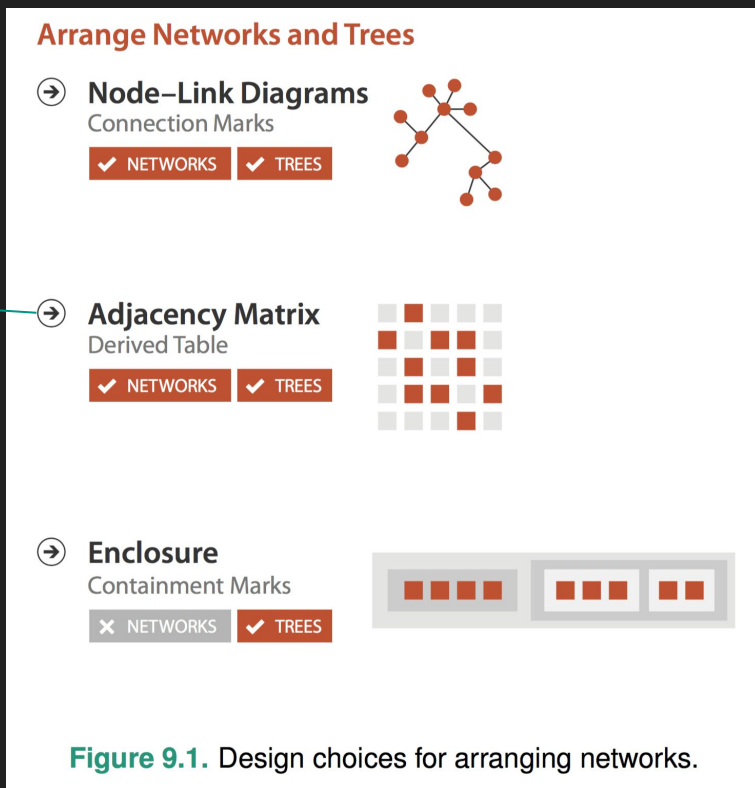 Arrange Networks and Trees
Node–Link Diagrams
Connection Marks
NETWORKS TREES
Adjacency Matrix
Derived Table
NETWORKS TREES
Enclosure
Containment Marks
NETWORKS TREES
Figure 9.1. Design choices for arranging networks.